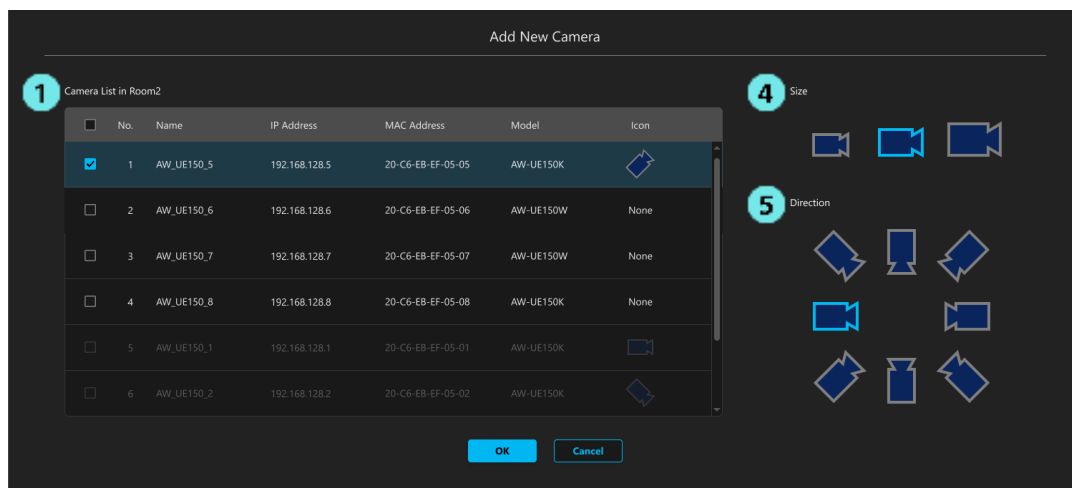 Add New Camera
1 Camera List in Room2
No. Name IP Address MAC Address Model Icon
1 AW_UE150_5 192.168.128.5 20-C6-EB-EF-05-05 AW-UE150K
2 AW_UE150_6 192.168.128.6 20-C6-EB-EF-05-06 AW-UE150W None
3 AW_UE150_7 192.168.128.7 20-C6-EB-EF-05-07 AW-UE150W None
4 AW_UE150_8 192.168.128.8 20-C6-EB-EF-05-08 AW-UE150K None
5 AW_UE150_1 192.168.128.1 20-C6-EB-EF-05-01 AW-UE150K
6 AW_UE150_2 192.168.128.2 20-C6-EB-EF-05-02 AW-UE150K
4 Size
5 Direction
OK Cancel